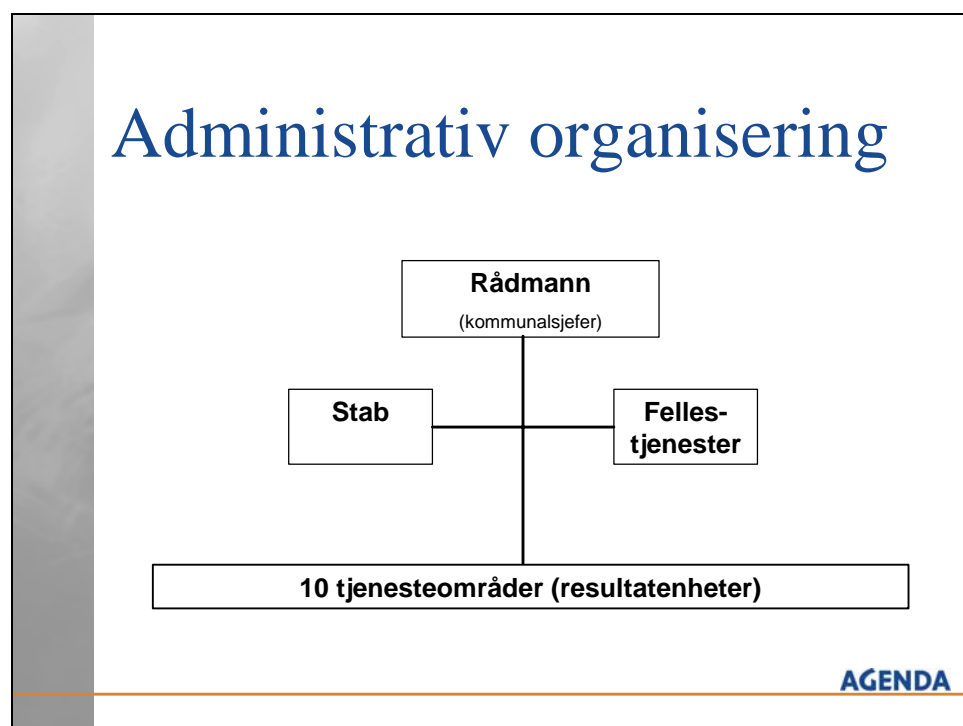 Administrativ organisering
Rådmann
(kommunalsjefer)
Stab
Felles-
tjenester
10 tjenesteområder (resultatenheter)
AGENDA